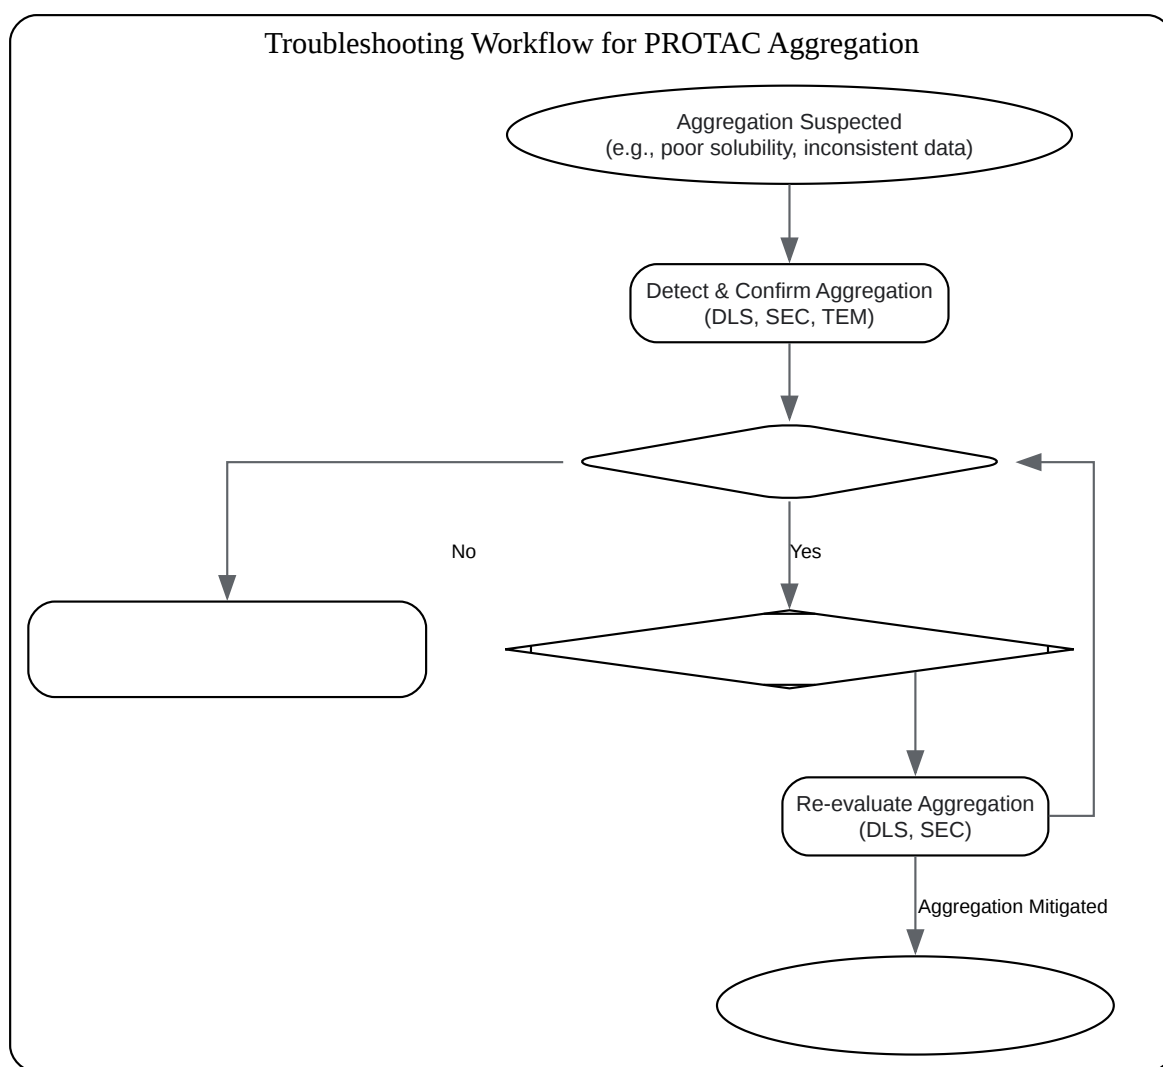 Troubleshooting Workflow for PROTAC Aggregation
Aggregation Suspected
(e.g., poor solubility, inconsistent data)
Detect & Confirm Aggregation
(DLS, SEC, TEM)
No
Yes
Re-evaluate Aggregation
(DLS, SEC)
Aggregation Mitigated